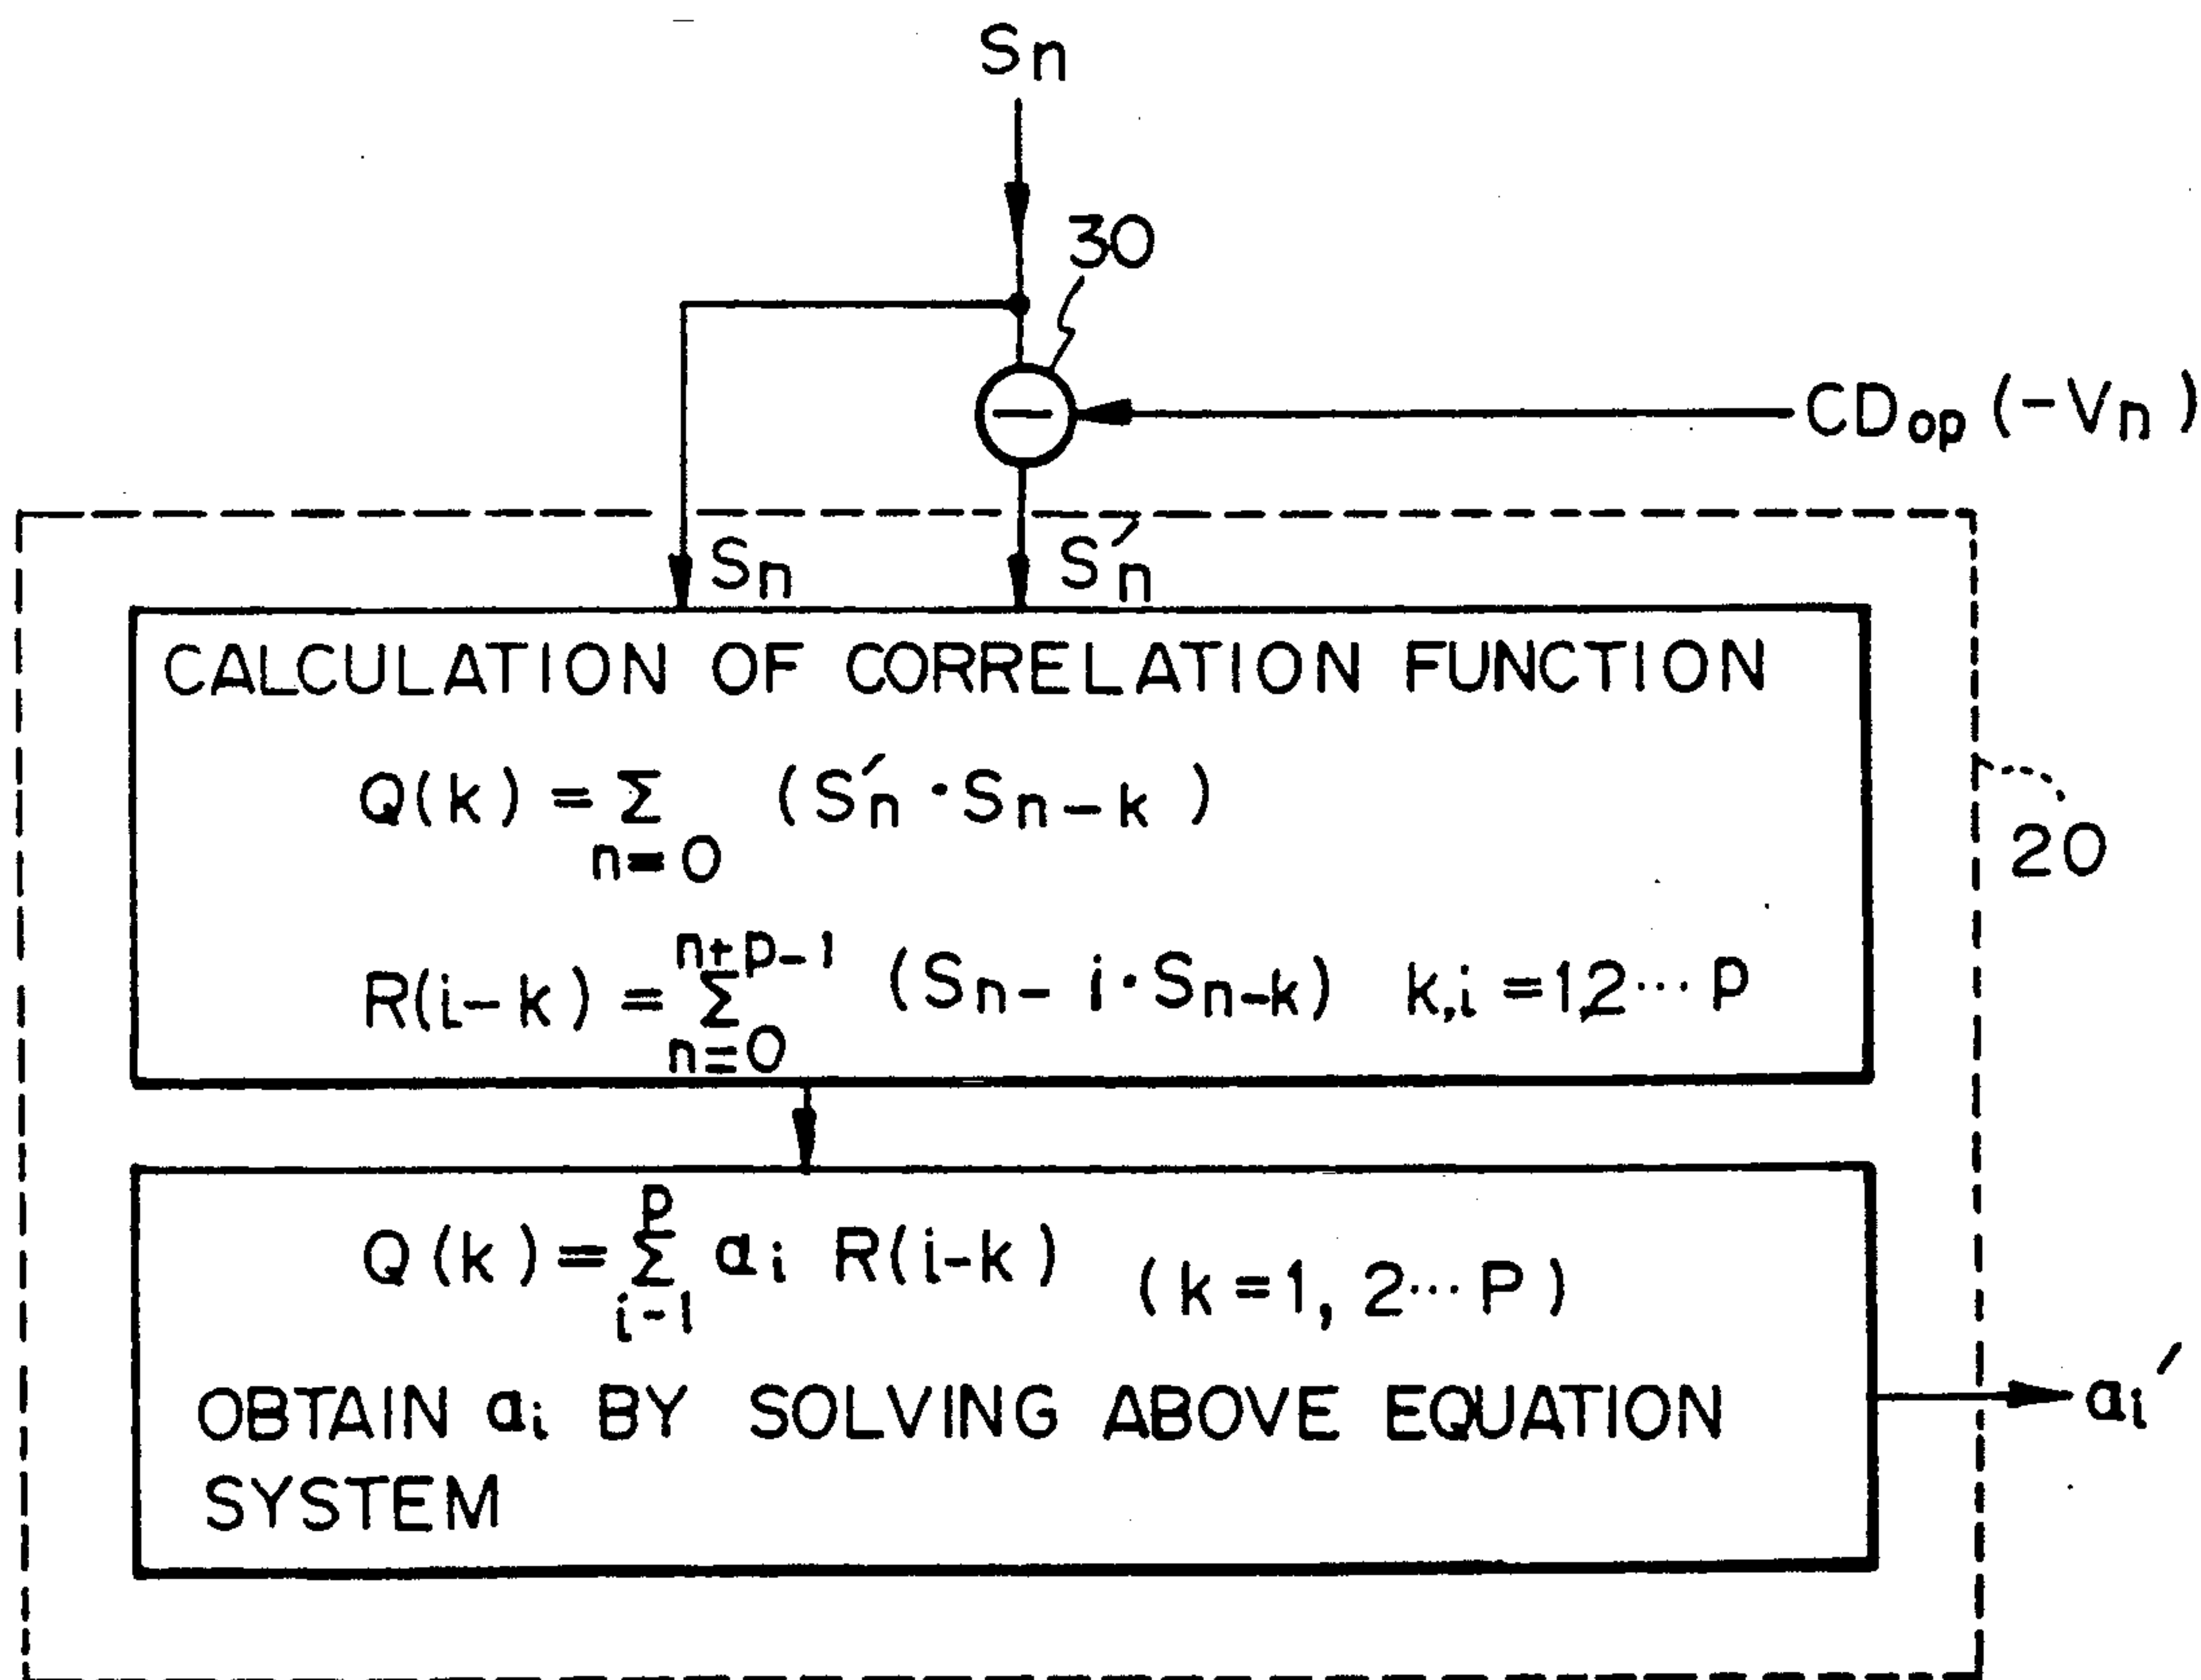 Sn
30
CDop (-Vn)
Sn
S′n
CALCULATION OF CORRELATION FUNCTION
Q(k) = Σ (S′n · Sn-k)
n=0
20
n+p-1
R(i-k) = Σ (Sn- i·Sn-k) k,i =1,2··· P
n=0
P
Q(k) = Σ ai R(i-k) (k=1, 2··· P)
i-1
OBTAIN ai BY SOLVING ABOVE EQUATION
SYSTEM
ai′